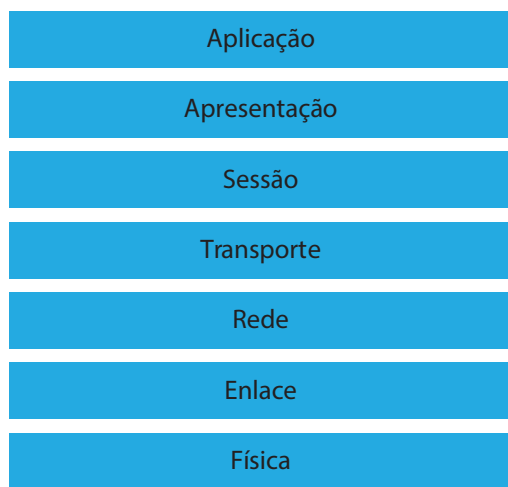 Aplicação
Apresentação
Sessão
Transporte
Rede
Enlace
Física